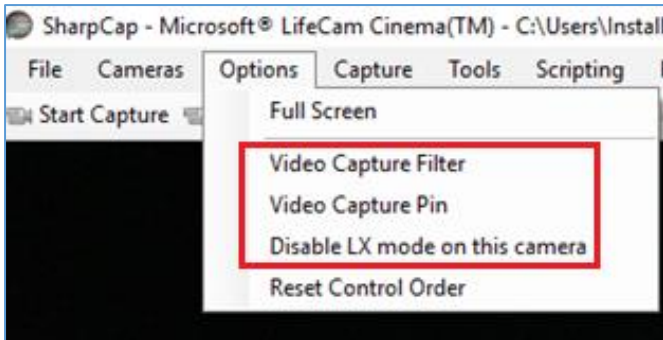 SharpCap - Microsoft® LifeCam Cinema(TM) - C:\Users\Instal
File Cameras Options Capture Tools Scripting
Start Capture
Full Screen
Video Capture Filter
Video Capture Pin
Disable LX mode on this camera
Reset Control Order